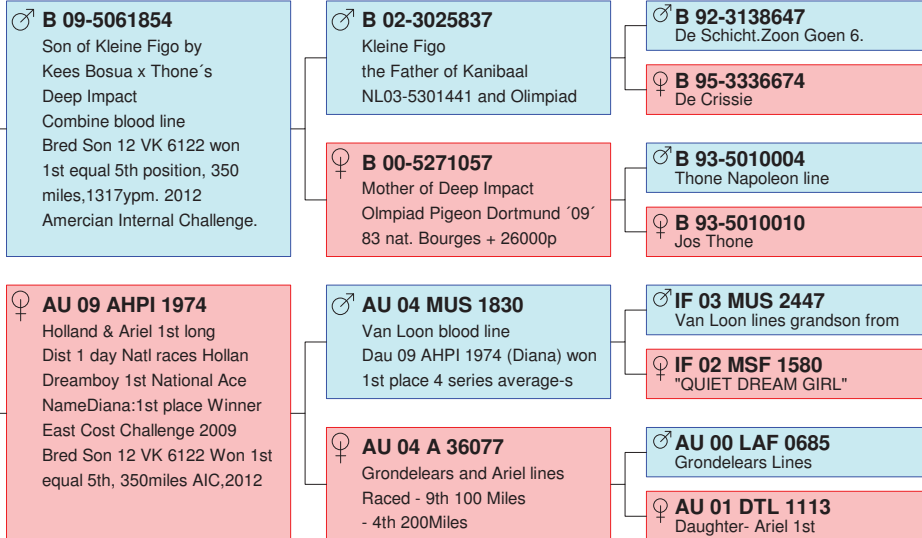 B 09-5061854
Son of Kleine Figo by
Kees Bosua x Thone´s
Deep Impact
Combine blood line
Bred Son 12 VK 6122 won
1st equal 5th position, 350
miles,1317ypm. 2012
Amercian Internal Challenge.
AU 09 AHPI 1974
Holland & Ariel 1st long
Dist 1 day Natl races Hollan
Dreamboy 1st National Ace
NameDiana:1st place Winner
East Cost Challenge 2009
Bred Son 12 VK 6122 Won 1st
equal 5th, 350miles AIC,2012
B 02-3025837
Kleine Figo
the Father of Kanibaal
NL03-5301441 and Olimpiad
B 00-5271057
Mother of Deep Impact
Olmpiad Pigeon Dortmund ´09´
83 nat. Bourges + 26000p
AU 04 MUS 1830
Van Loon blood line
Dau 09 AHPI 1974 (Diana) won
1st place 4 series average-s
AU 04 A 36077
Grondelears and Ariel lines
Raced - 9th 100 Miles
- 4th 200Miles
B 92-3138647
De Schicht.Zoon Goen 6.
B 95-3336674
De Crissie
B 93-5010004
Thone Napoleon line
B 93-5010010
Jos Thone
IF 03 MUS 2447
Van Loon lines grandson from
IF 02 MSF 1580
"QUIET DREAM GIRL"
AU 00 LAF 0685
Grondelears Lines
AU 01 DTL 1113
Daughter- Ariel 1st